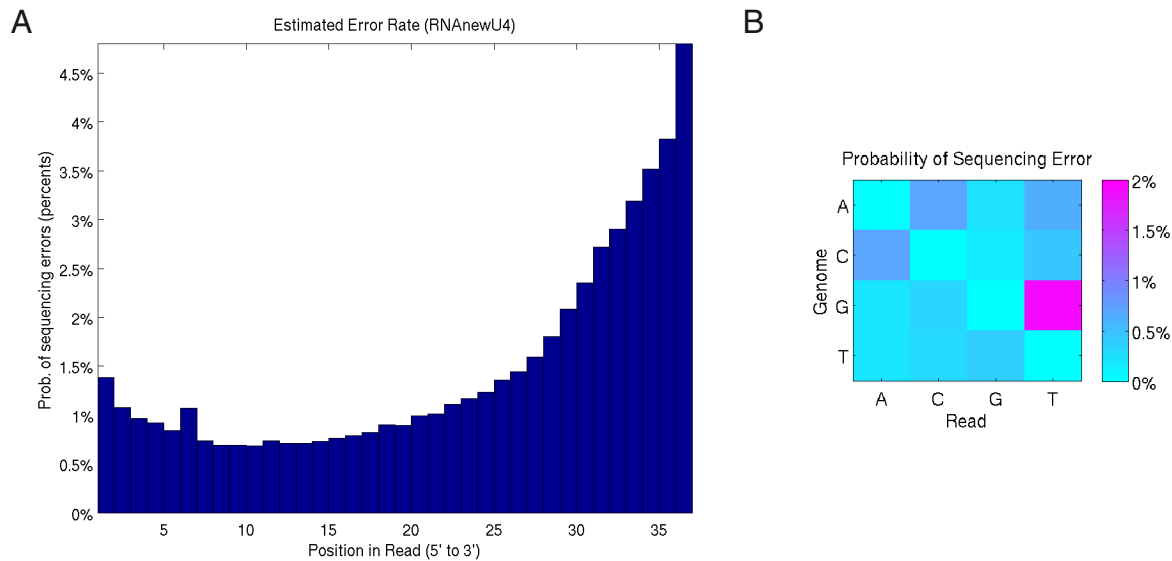 A
Estimated Error Rate (RNAnewU4)
Prob. of sequencing errors (percents)
4.5%
4%
3.5%
3%
2.5%
2%
1.5%
1%
0.5%
0%
5 10 15 20 25 30 35
Position in Read (5' to 3')
B
Probability of Sequencing Error
Genome
A
C
G
T
A C G T
Read
2%
1.5%
1%
0.5%
0%